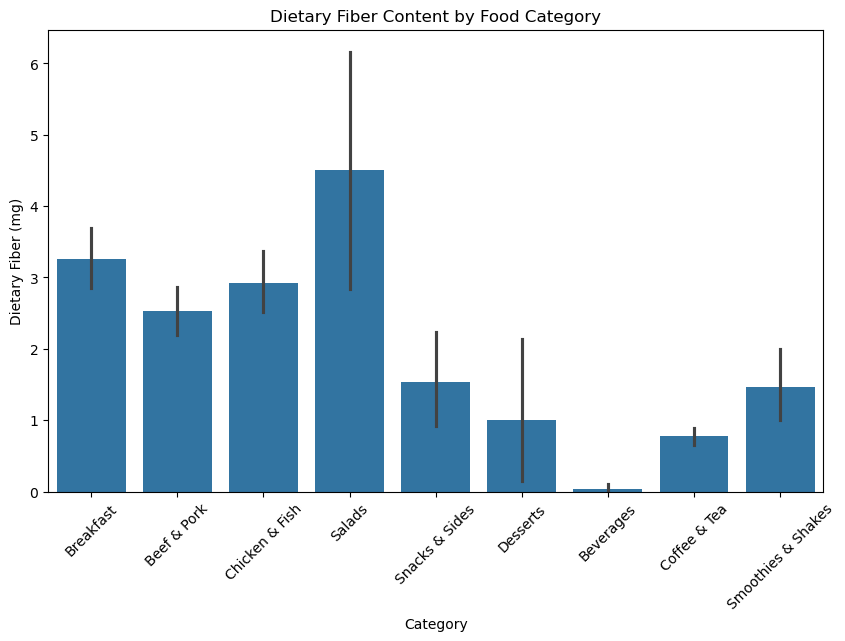 Dietary Fiber Content by Food Category
Dietary Fiber (mg)
6
5
4
3
2
1
0
Breakfast
Beef & Pork
Chicken & Fish
Salads
Snacks & Sides
Desserts
Beverages
Coffee & Tea
Smoothies & Shakes
Category